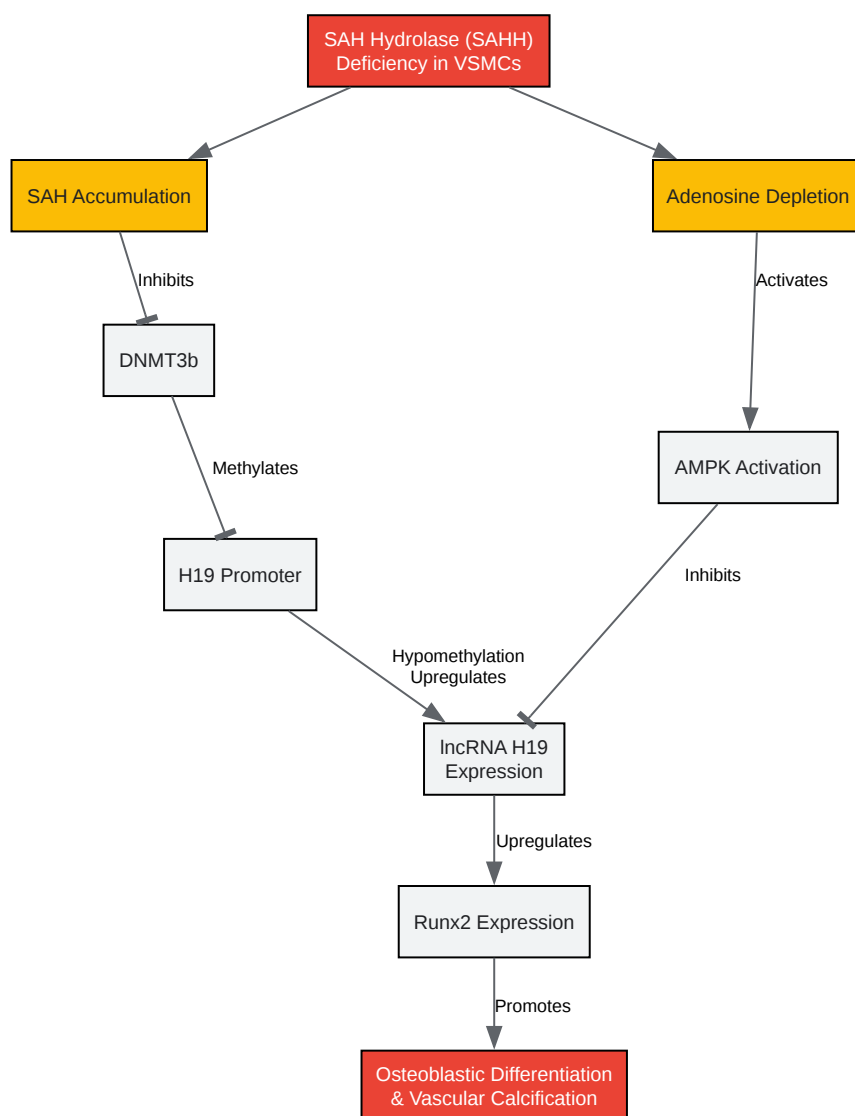 SAH Hydrolase (SAHH)
Deficiency in VSMCs
SAH Accumulation
Adenosine Depletion
Inhibits
Activates
DNMT3b
AMPK Activation
Methylates
H19 Promoter
Inhibits
Hypomethylation
Upregulates
lncRNA H19
Expression
Upregulates
Runx2 Expression
Promotes
Osteoblastic Differentiation
& Vascular Calcification